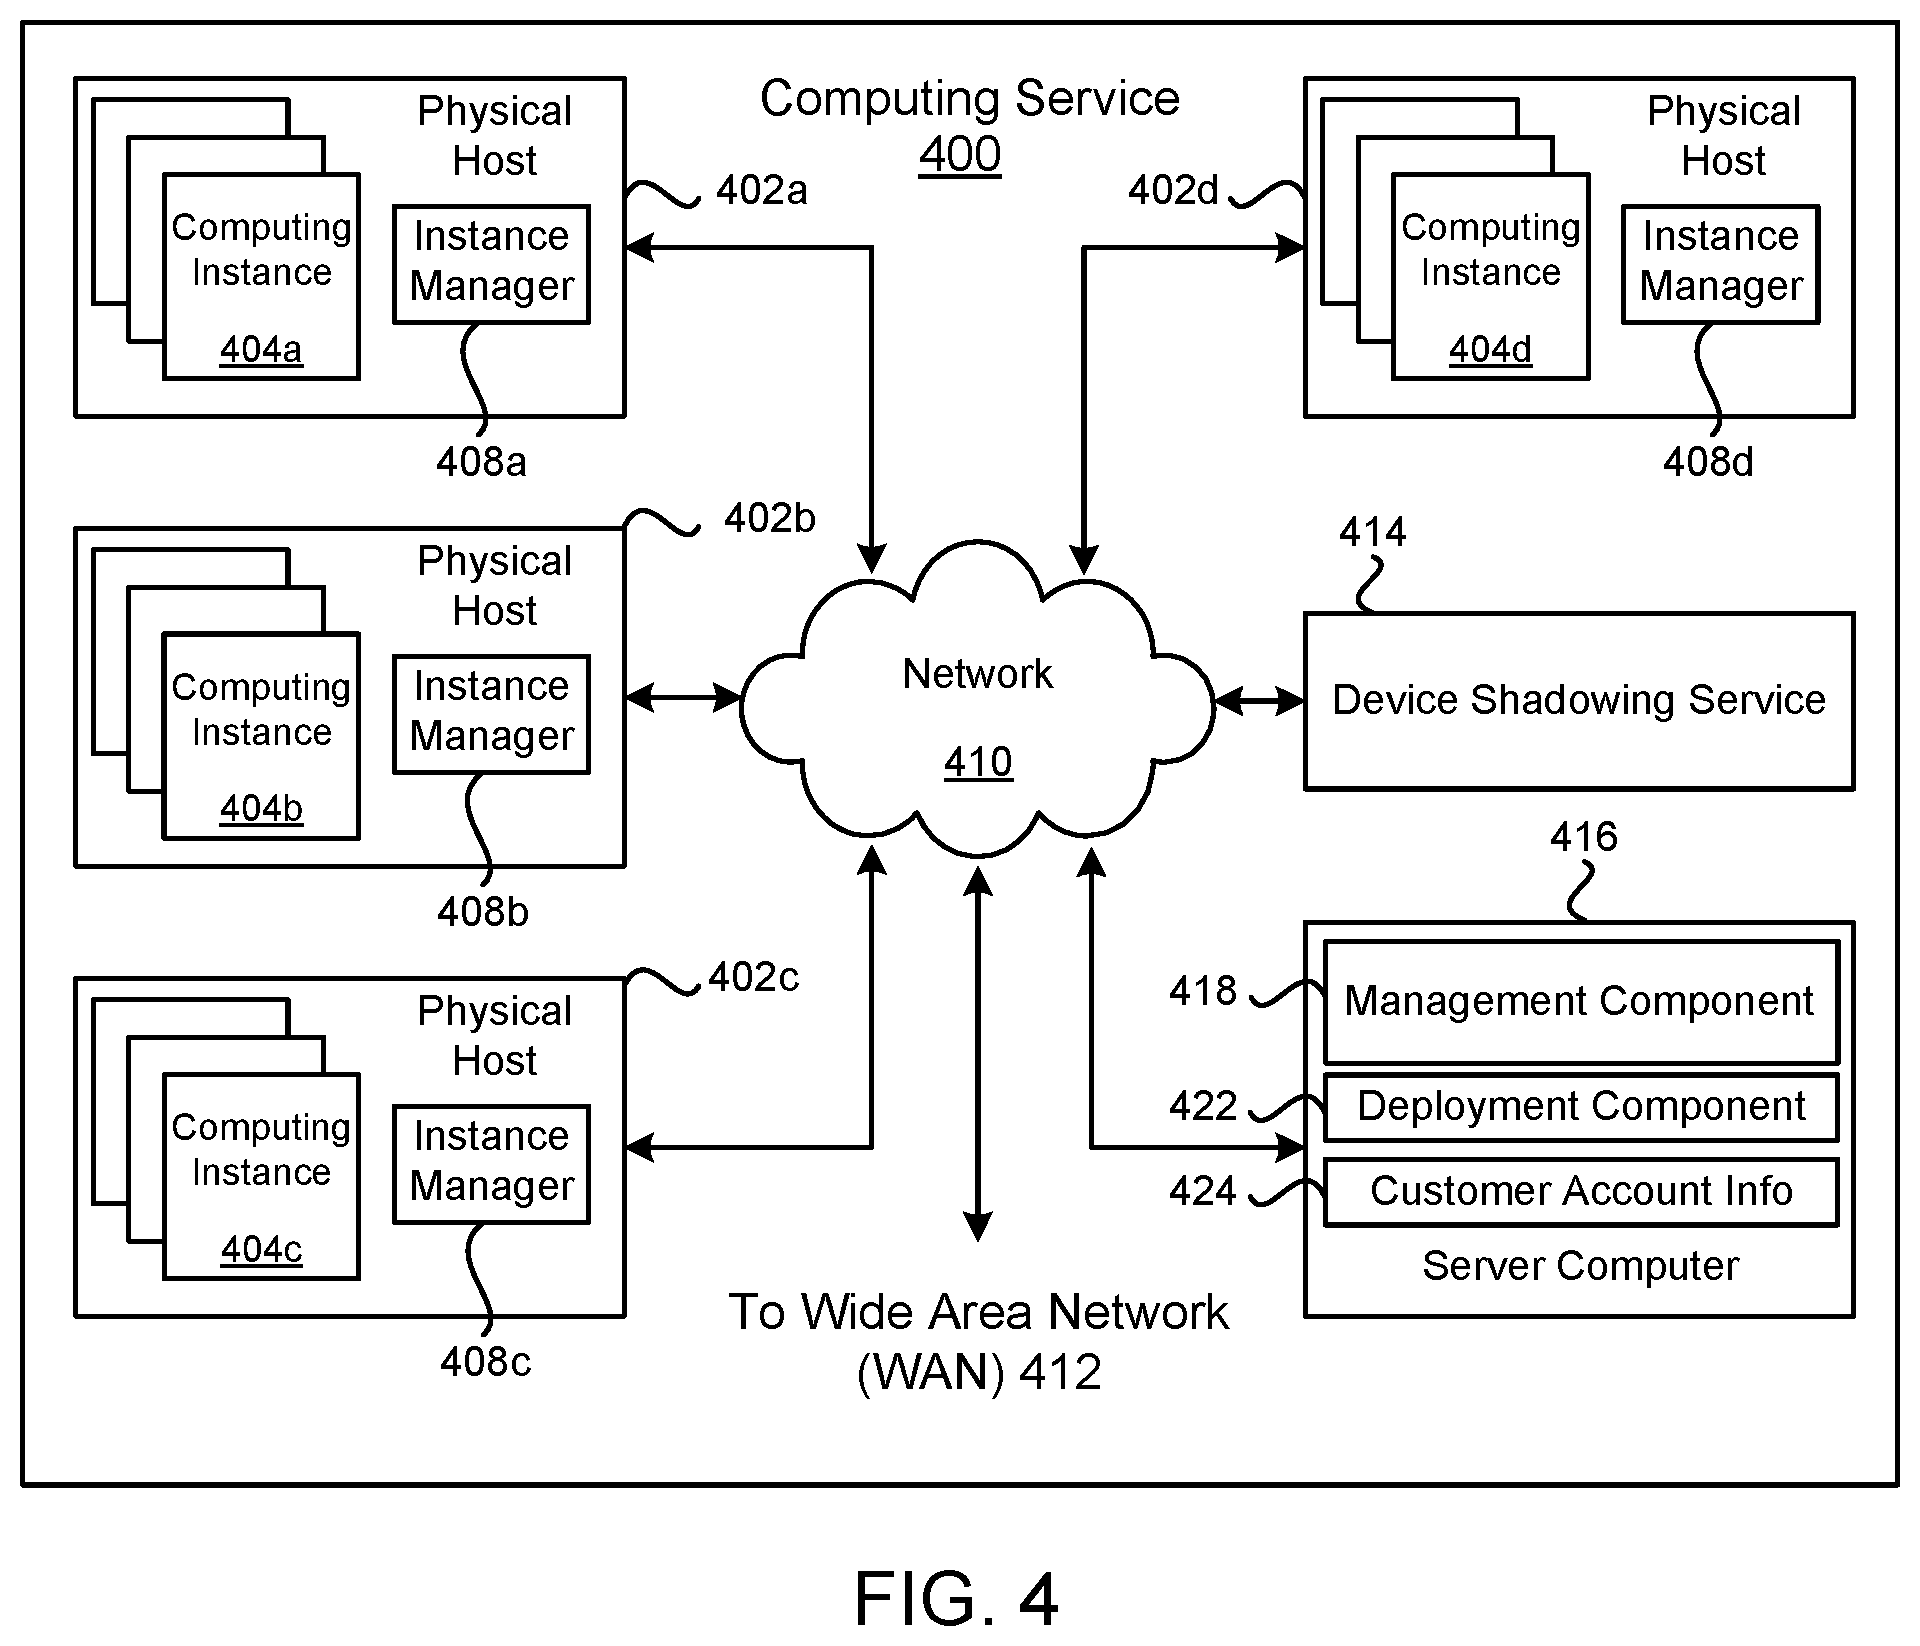 Computing Service
400
Physical
Host
402a
Computing
Instance
404a
Instance
Manager
408a
402d
Physical
Host
Computing
Instance
404d
Instance
Manager
408d
402b
Physical
Host
Computing
Instance
404b
Instance
Manager
408b
Network
410
414
Device Shadowing Service
402c
Physical
Host
Computing
Instance
404c
Instance
Manager
408c
416
418
Management Component
422
Deployment Component
424
Customer Account Info
Server Computer
To Wide Area Network
(WAN) 412
FIG. 4